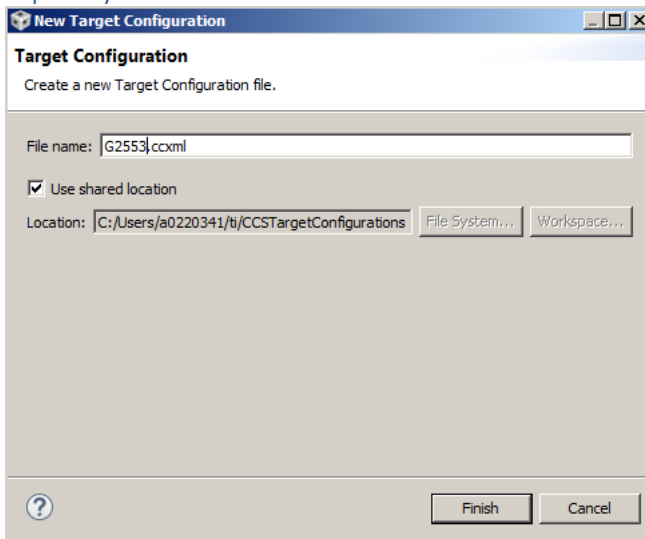 New Target Configuration
Target Configuration
Create a new Target Configuration file.
File name: G2553.ccxml
Use shared location
Location: C:/Users/a0220341/ti/CCSTargetConfigurations File System... Workspace...
? Finish Cancel